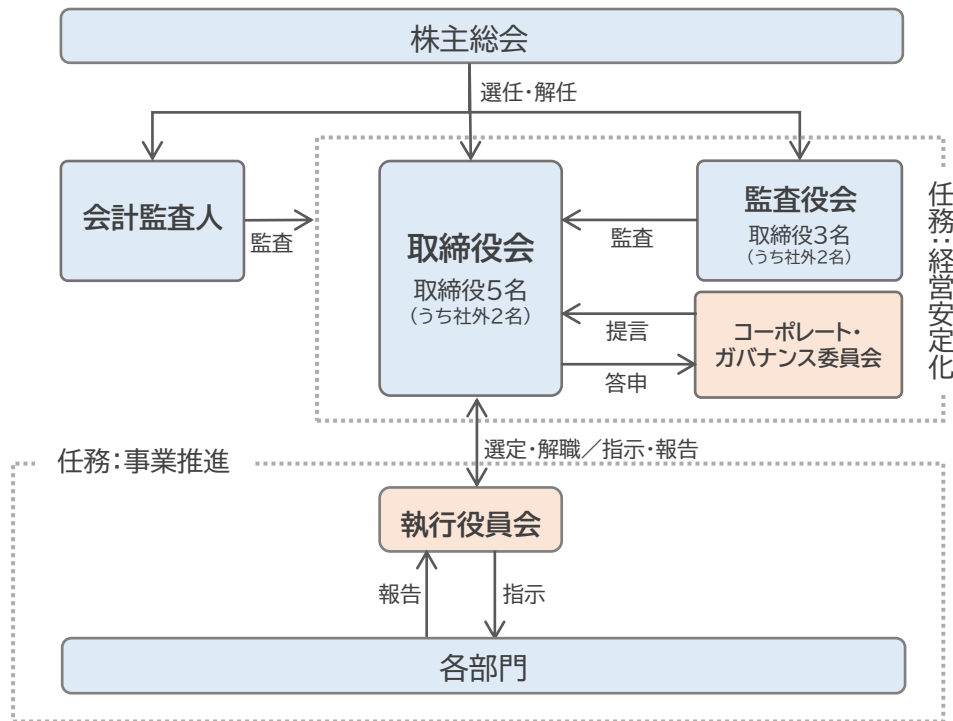 株主総会
選任・解任
会計監査人
監査
取締役会
取締役5名
(うち社外2名)
監査
監査役会
取締役3名
(うち社外2名)
提言
答申
コーポレート・
ガバナンス委員会
任務:経営安定化
選定・解職／指示・報告
任務:事業推進
執行役員会
報告
指示
各部門